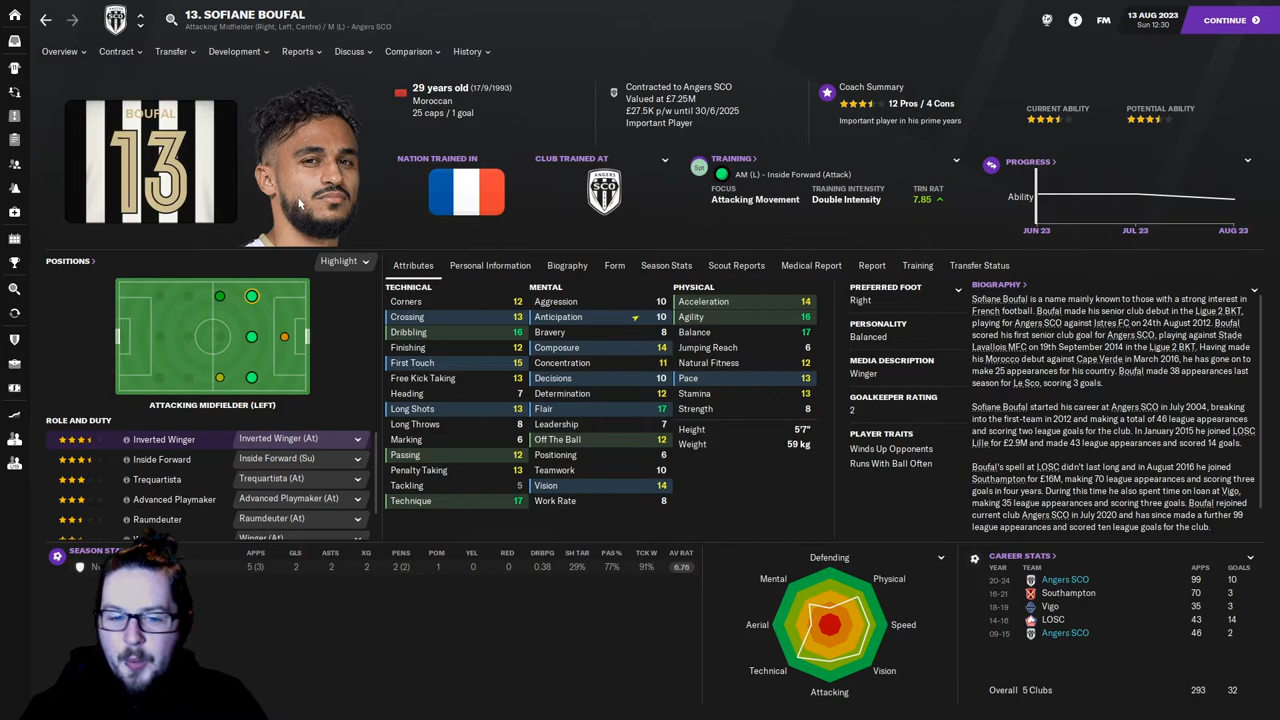 13. SOFIANE BOUFAL
Attacking Midfielder (Right, Left, Centre) / M (L) - Angers SCO
FM
13 AUG 2023
Sun 12:30
CONTINUE
Overview Contract Transfer Development Reports Discuss Comparison History
BOUFAL
13
29 years old (17/9/1993)
Moroccan
25 caps / 1 goal
Contracted to Angers SCO
Valued at £7.25M
£27.5K p/w until 30/6/2025
Important Player
Coach Summary
12 Pros / 4 Cons
Important player in his prime years
CURRENT ABILITY
POTENTIAL ABILITY
NATION TRAINED IN
CLUB TRAINED AT
SCO
Spt
TRAINING
AM (L) - Inside Forward (Attack)
FOCUS
Attacking Movement
TRAINING INTENSITY
Double Intensity
TRN RAT
7.85
PROGRESS
Ability
JUN 23 JUL 23 AUG 23
POSITIONS
Highlight
ATTACKING MIDFIELDER (LEFT)
ROLE AND DUTY
Inverted Winger Inverted Winger (At)
Inside Forward Inside Forward (Su)
Trequartista Trequartista (At)
Advanced Playmaker Advanced Playmaker (At)
Raumdeuter Raumdeuter (At)
Attributes Personal Information Biography Form Season Stats Scout Reports Medical Report Report Training Transfer Status
TECHNICAL
Corners 12
Crossing 13
Dribbling 16
Finishing 12
First Touch 15
Free Kick Taking 13
Heading 7
Long Shots 13
Long Throws 8
Marking 6
Passing 12
Penalty Taking 13
Tackling 5
Technique 17
MENTAL
Aggression 10
Anticipation 10
Bravery 8
Composure 14
Concentration 11
Decisions 10
Determination 12
Flair 17
Leadership 7
Off The Ball 12
Positioning 6
Teamwork 10
Vision 14
Work Rate 8
PHYSICAL
Acceleration 14
Agility 16
Balance 17
Jumping Reach 6
Natural Fitness 12
Pace 13
Stamina 13
Strength 8
Height 5'7"
Weight 59 kg
PREFERRED FOOT
Right
PERSONALITY
Balanced
MEDIA DESCRIPTION
Winger
GOALKEEPER RATING
2
PLAYER TRAITS
Winds Up Opponents
Runs With Ball Often
BIOGRAPHY
Sofiane Boufal is a name mainly known to those with a strong interest in
French football. Boufal made his senior club debut in the Ligue 2 BKT,
playing for Angers SCO against Istres FC on 24th August 2012. Boufal
scored his first senior club goal for Angers SCO, playing against Stade
Lavallois MFC on 19th September 2014 in the Ligue 2 BKT. Having made
his Morocco debut against Cape Verde in March 2016, he has gone on to
make 25 appearances for his country. Boufal made 38 appearances last
season for Le Sco, scoring 3 goals.
Sofiane Boufal started his career at Angers SCO in July 2004, breaking
into the first-team in 2012 and making a total of 46 league appearances
and scoring two league goals for the club. In January 2015 he joined LOSC
Lille for £2.9M and made 43 league appearances and scored 14 goals.
Boufal's spell at LOSC didn't last long and in August 2016 he joined
Southampton for £16M, making 70 league appearances and scoring three
goals in four years. During this time he also spent time on loan at Vigo,
making 35 league appearances and scoring three goals. Boufal rejoined
current club Angers SCO in July 2020 and has since made a further 99
league appearances and scored ten league goals for the club.
SEASON STA
APPS GLS ASTS XG PENS POM YEL RED DRBPG SH TAR PAS % TCK W AV RAT
5 (3) 2 2 2 2 (2) 1 0 0 0.38 29% 77% 91% 6.76
Defending
Physical
Speed
Vision
Attacking
Technical
Aerial
Mental
CAREER STATS
YEAR TEAM APPS GOALS
20-24 Angers SCO 99 10
16-21 Southampton 70 3
18-19 Vigo 35 3
14-16 LOSC 43 14
09-15 Angers SCO 46 2
Overall 5 Clubs 293 32